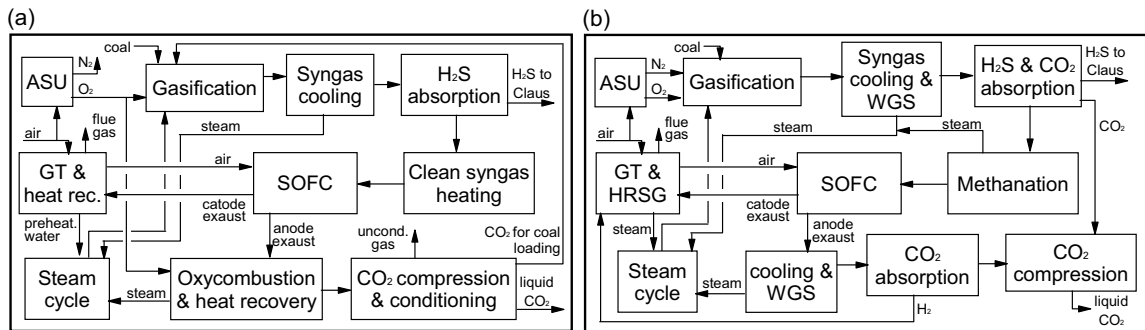 (a)
coal
N2
ASU
O2
Gasification
Syngas
cooling
H2S
absorption
H2S to
Claus
steam
air
flue
gas
GT &
heat rec.
air
SOFC
Clean syngas
heating
catode
exaust
preheat.
water
anode
exaust
uncond.
gas
CO2 for coal
loading
Steam
cycle
steam
Oxycombustion
& heat recovery
CO2 compression
& conditioning
liquid
CO2
(b)
coal
N2
ASU
O2
Gasification
Syngas
cooling &
WGS
H2S & CO2
absorption
H2S to
Claus
CO2
steam
steam
air
flue
gas
GT &
HRSG
air
SOFC
Methanation
catode
exaust
steam
anode
exaust
Steam
cycle
steam
cooling &
WGS
CO2
absorption
CO2
compression
H2
liquid
CO2